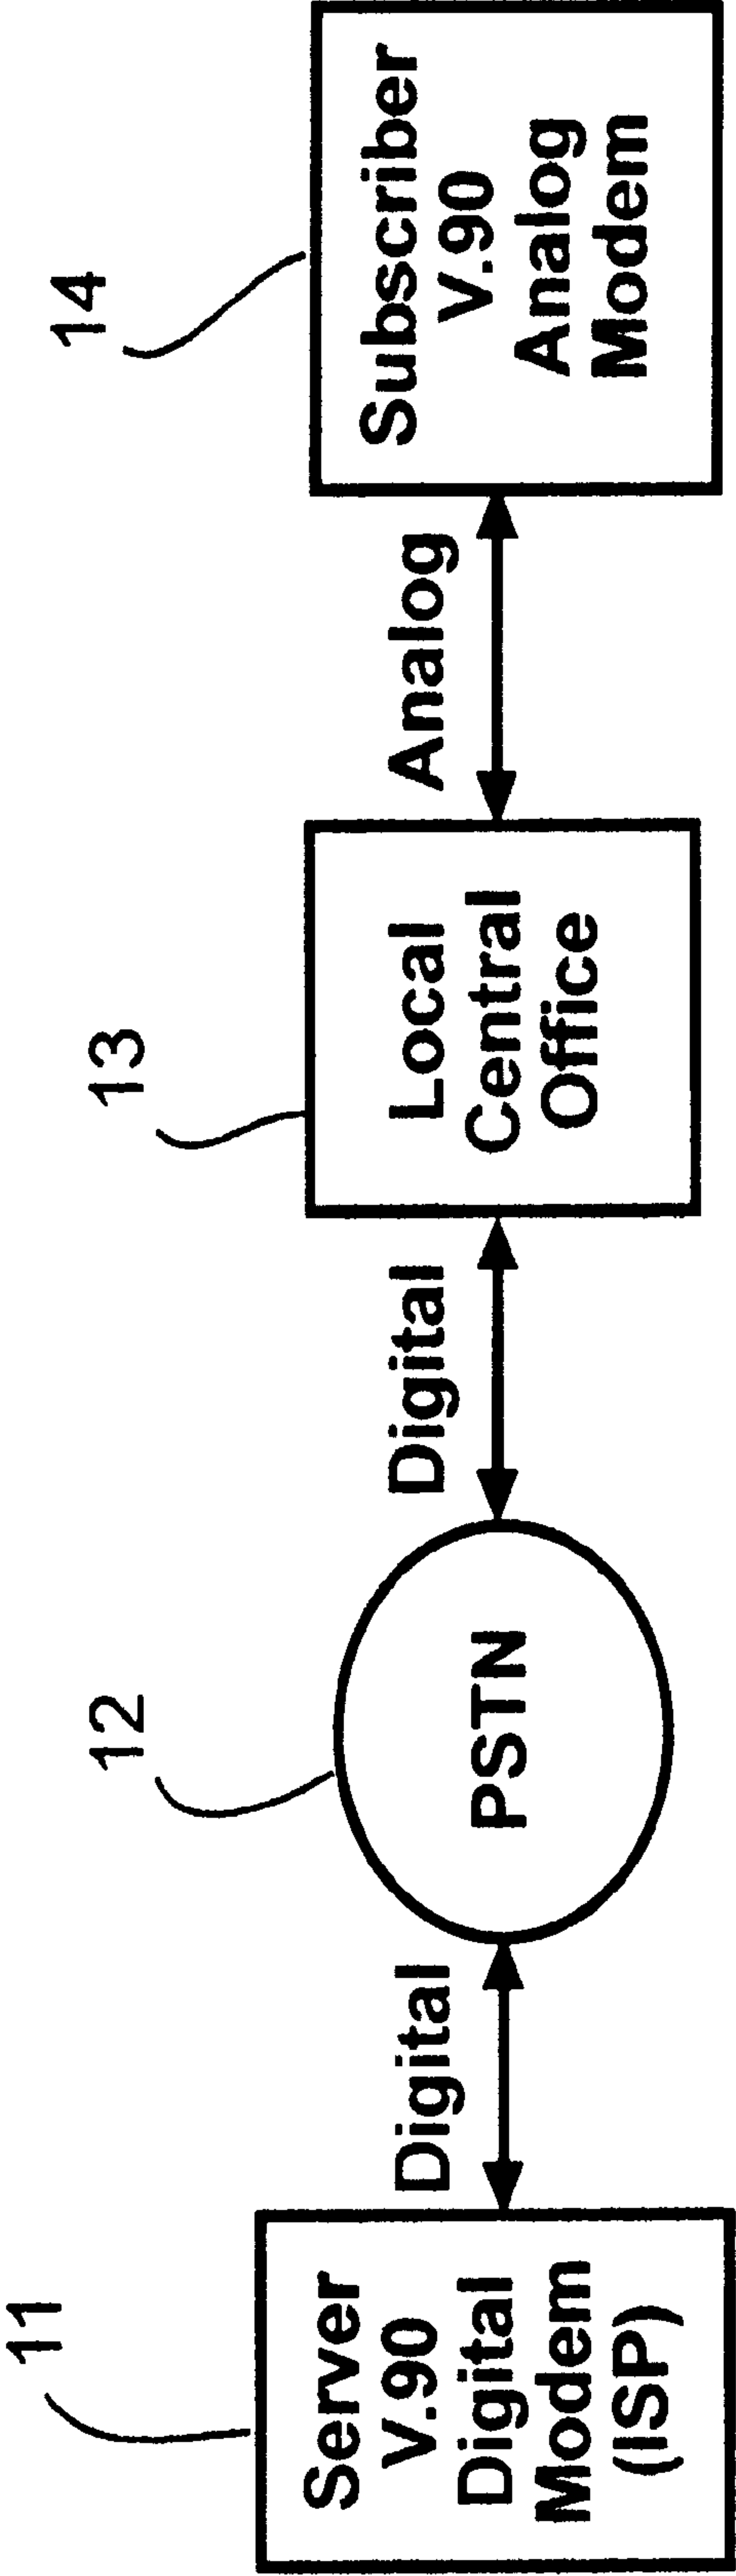 11
Server
V.90
Digital
Modem
(ISP)
Digital
12
PSTN
Digital
13
Local
Central
Office
Analog
14
Subscriber
V.90
Analog
Modem